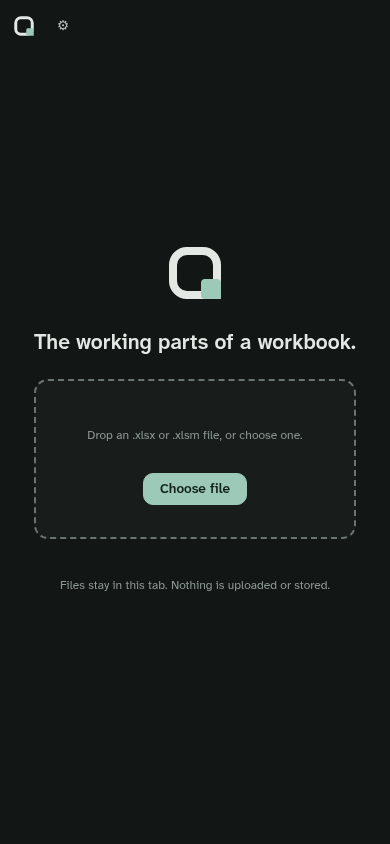 The working parts of a workbook.
Drop an .xlsx or .xlsm file, or choose one.
Choose file
Files stay in this tab. Nothing is uploaded or stored.